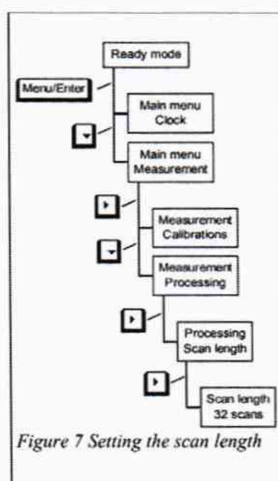 Ready mode
Menu/Enter
Main menu
Clock
Main menu
Measurement
Measurement
Calibrations
Measurement
Processing
Processing
Scan length
Scan length
32 scans
Figure 7 Setting the scan length